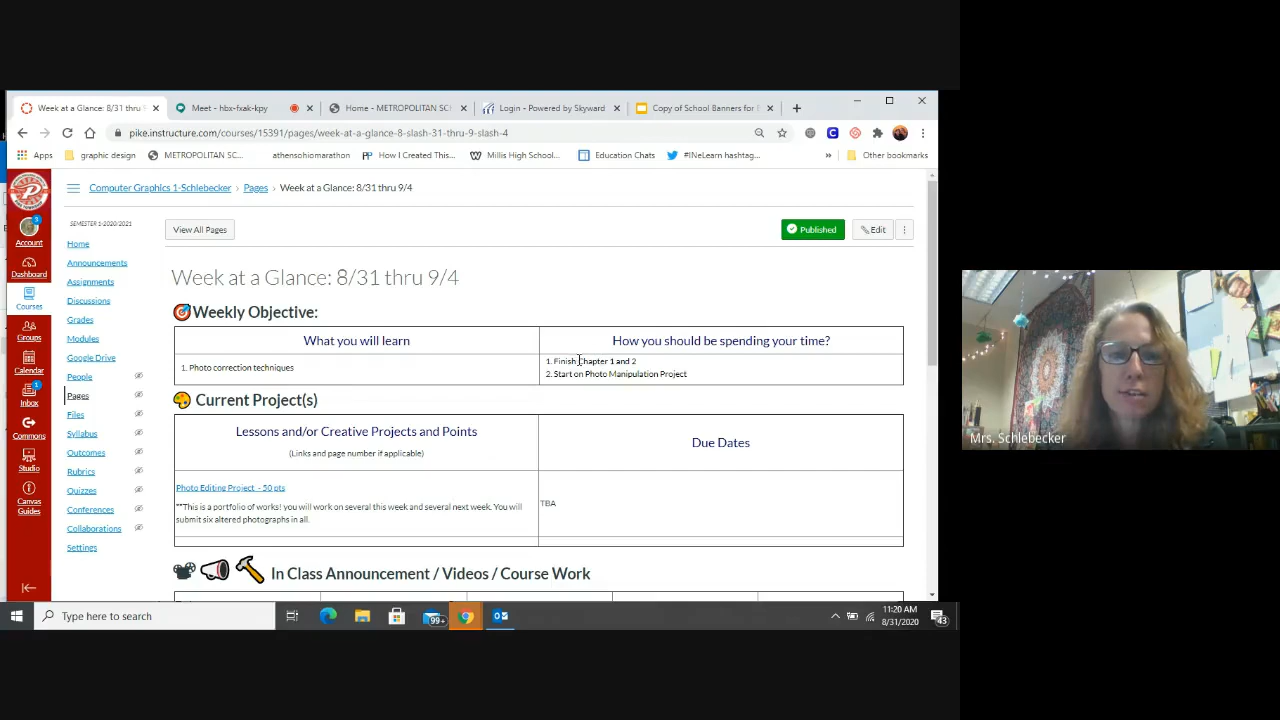 Week at a Glance: 8/31 thru 9
Meet - hbx-fxak-kpy
Home - METROPOLITAN SC
Login - Powered by Skyward
Copy of School Banners for E
pike.instructure.com/courses/15391/pages/week-at-a-glance-8-slash-31-thru-9-slash-4
Apps
graphic design
METROPOLITAN SC...
athensohiomarathon
How I Created This...
Millis High School...
Education Chats
#INeLearn hashtag...
»
Other bookmarks
Computer Graphics 1-Schlebecker > Pages > Week at a Glance: 8/31 thru 9/4
P
3
Account
Dashboard
Courses
Groups
Calendar
1
Inbox
Commons
Studio
Canvas
Guides
SEMESTER 1-2020/2021
Home
Announcements
Assignments
Discussions
Grades
Modules
Google Drive
People
Pages
Files
Syllabus
Outcomes
Rubrics
Quizzes
Conferences
Collaborations
Settings
View All Pages
Published
Edit
Week at a Glance: 8/31 thru 9/4
Weekly Objective:
What you will learn
How you should be spending your time?
1. Photo correction techniques
1. Finish Chapter 1 and 2
2. Start on Photo Manipulation Project
Current Project(s)
Lessons and/or Creative Projects and Points
(Links and page number if applicable)
Due Dates
Photo Editing Project - 50 pts
**This is a portfolio of works! you will work on several this week and several next week. You will
submit six altered photographs in all.
TBA
In Class Announcement / Videos / Course Work
Type here to search
99+
11:20 AM
8/31/2020
43
Mrs. Schlebecker